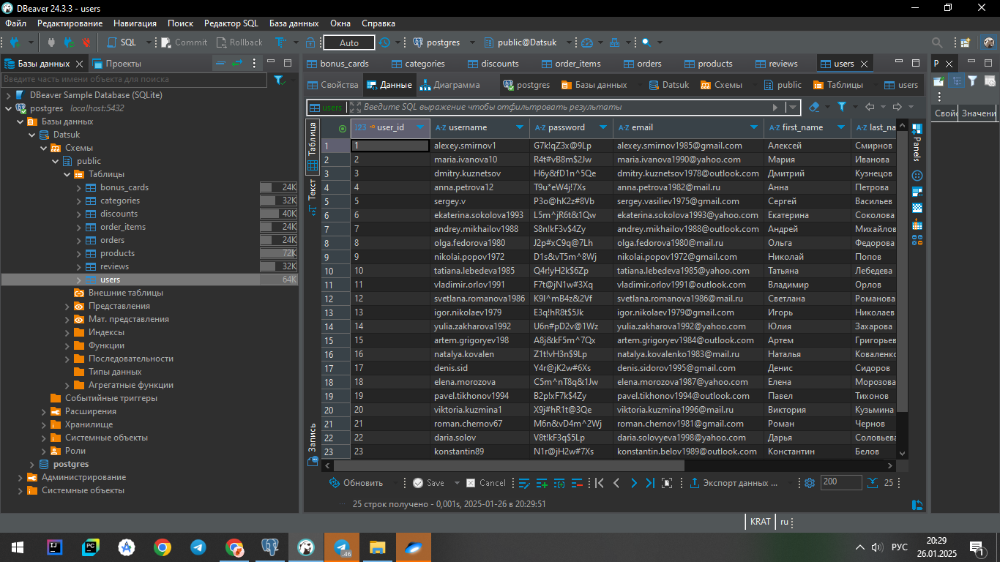 DBeaver 24.3.3 - users
Файл Редактирование Навигация Поиск Редактор SQL База данных Окна Справка
SQL Commit Rollback Auto postgres public@Datsuk
Базы данных Проекты
Введите часть имени объекта для поиска
DBeaver Sample Database (SQLite)
postgres localhost:5432
Базы данных
Datsuk
Схемы
public
Таблицы
bonus_cards 24K
categories 32K
discounts 40K
order_items 24K
orders 24K
products 72K
reviews 32K
users 64K
Внешние таблицы
Представления
Мат. представления
Индексы
Функции
Последовательности
Типы данных
Агрегатные функции
Событийные триггеры
Расширения
Хранилище
Системные объекты
Роли
postgres
Администрирование
Системные объекты
bonus_cards categories discounts order_items orders products reviews users
Свойства Данные Диаграмма postgres Базы данных Datsuk Схемы public Таблицы users
users Введите SQL выражение чтобы отфильтровать результаты
Таблица
Текст
Запись
123 user_id A-Z username A-Z password A-Z email A-Z first_name A-Z last_na
1 1 alexey.smirnov1 G7k!qZ3x@9Lp alexey.smirnov1985@gmail.com Алексей Смирнов
2 2 maria.ivanova10 R4t#vB8m$2Jw maria.ivanova1990@yahoo.com Мария Иванова
3 3 dmitry.kuznetsov H6y&fD1n^5Qe dmitry.kuznetsov1978@outlook.com Дмитрий Кузнецов
4 4 anna.petrova12 T9u*eW4j!7Xs anna.petrova1982@mail.ru Анна Петрова
5 5 sergey.v P3o@hK2z#8Vb sergey.vasiliev1975@gmail.com Сергей Васильев
6 6 ekaterina.sokolova1993 L5m^jR6t&1Qw ekaterina.sokolova1993@yahoo.com Екатерина Соколова
7 7 andrey.mikhailov1988 S8n!kF3v$4Zy andrey.mikhailov1988@outlook.com Андрей Михайлов
8 8 olga.fedorova1980 J2p#xC9q@7Lh olga.fedorova1980@mail.ru Ольга Федорова
9 9 nikolai.popov1972 D1s&vT5m^8Wj nikolai.popov1972@gmail.com Николай Попов
10 10 tatiana.lebedeva1985 Q4r!yH2k$6Zp tatiana.lebedeva1985@yahoo.com Татьяна Лебедева
11 11 vladimir.orlov1991 F7t@jN1w#3Xq vladimir.orlov1991@outlook.com Владимир Орлов
12 12 svetlana.romanova1986 K9l^mB4z&2Vf svetlana.romanova1986@mail.ru Светлана Романова
13 13 igor.nikolaev1979 E3q!hR8t$5Jk igor.nikolaev1979@gmail.com Игорь Николаев
14 14 yulia.zakharova1992 U6n#pD2v@1Wz yulia.zakharova1992@yahoo.com Юлия Захарова
15 15 artem.grigoryev198 A8j&kF5m^7Qx artem.grigoryev1984@outlook.com Артем Григорьев
16 16 natalya.kovalen Z1t!vH3n$9Lp natalya.kovalenko1983@mail.ru Наталья Коваленко
17 17 denis.sid Y4r@jK2w#6Xs denis.sidorov1995@gmail.com Денис Сидоров
18 18 elena.morozova C5m^nT8q&1Jw elena.morozova1987@yahoo.com Елена Морозова
19 19 pavel.tikhonov1994 B2p!xF7k$4Zy pavel.tikhonov1994@outlook.com Павел Тихонов
20 20 viktoria.kuzmina1 X9j#hR1t@3Qe viktoria.kuzmina1996@mail.ru Виктория Кузьмина
21 21 roman.chernov67 M6n&vD4m^2Wj roman.chernov1981@gmail.com Роман Чернов
22 22 daria.solov V8t!kF3q$5Lp daria.solovyeva1998@yahoo.com Дарья Соловьева
23 23 konstantin89 N1r@jH2w#7Xs konstantin.belov1989@outlook.com Константин Белов
Panels
P
Свой Значени
Обновить Save Cancel Экспорт данных ... 200 25
25 строк получено - 0,001s, 2025-01-26 в 20:29:51
KRAT ru
IJ PC 46 РУС 20:29
26.01.2025 1